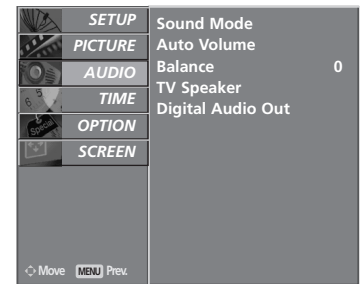 SETUP
PICTURE
AUDIO
TIME
OPTION
SCREEN
Move MENU Prev.
Sound Mode
Auto Volume
Balance 0
TV Speaker
Digital Audio Out
Special